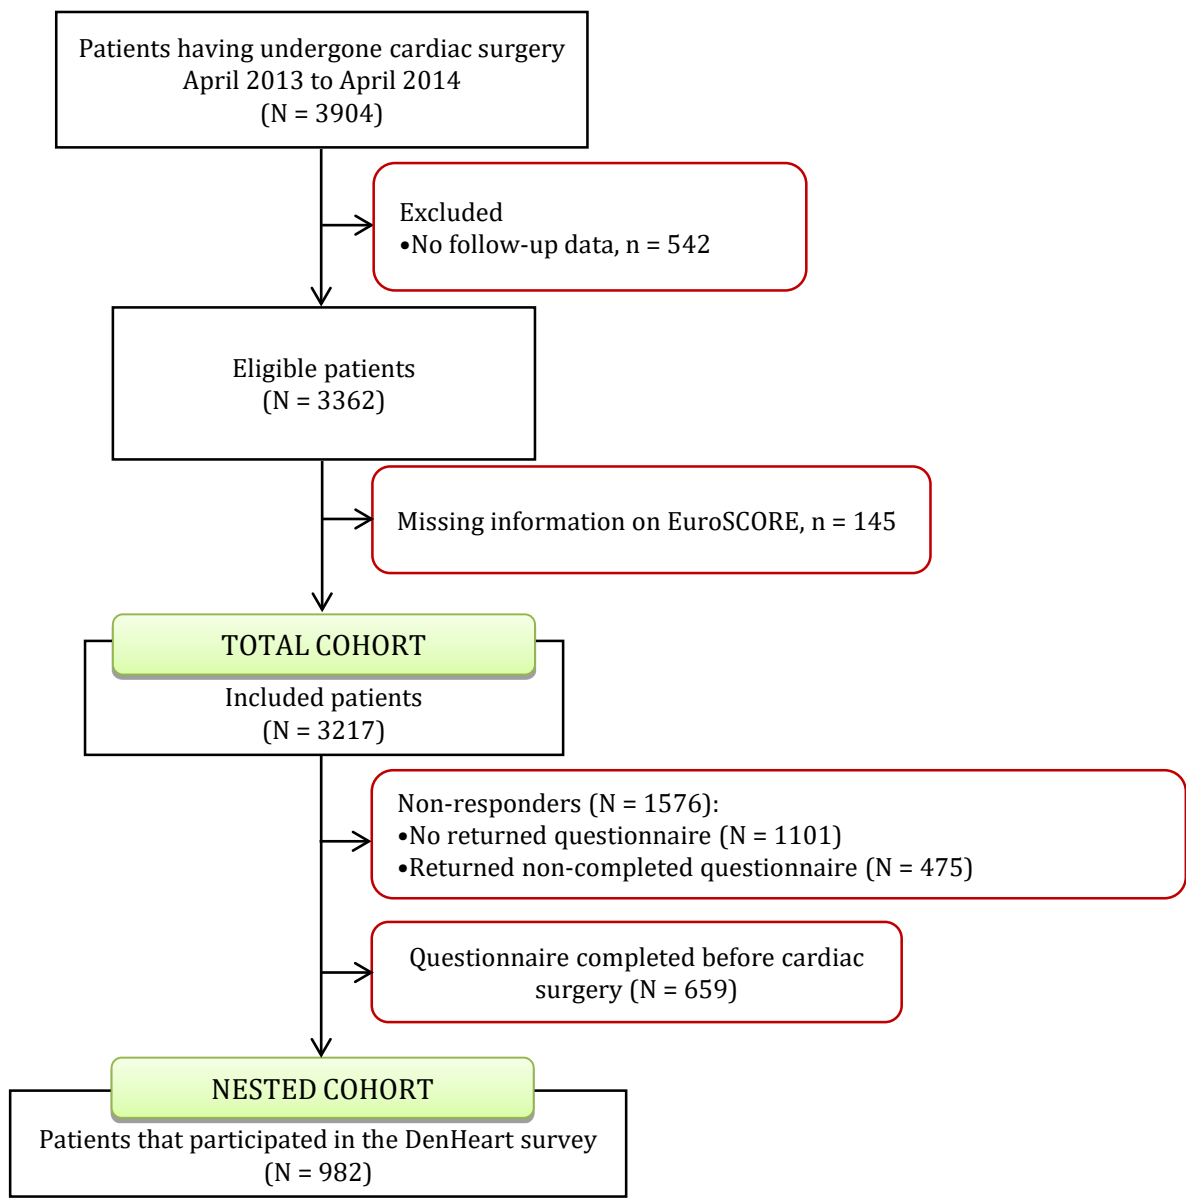 Patients having undergone cardiac surgery
April 2013 to April 2014
(N = 3904)
Excluded
•No follow-up data, n = 542
Eligible patients
(N = 3362)
Missing information on EuroSCORE, n = 145
TOTAL COHORT
Included patients
(N = 3217)
Non-responders (N = 1576):
•No returned questionnaire (N = 1101)
•Returned non-completed questionnaire (N = 475)
Questionnaire completed before cardiac
surgery (N = 659)
NESTED COHORT
Patients that participated in the DenHeart survey
(N = 982)